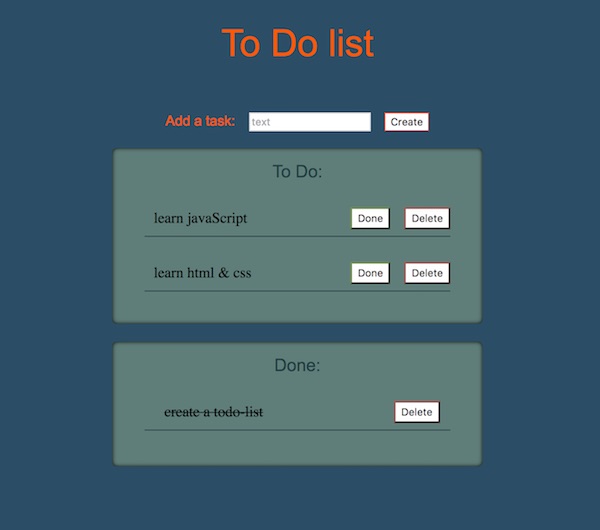 To Do list
Add a task: text Create
To Do:
learn javaScript Done Delete
learn html & css Done Delete
Done:
create a todo-list Delete